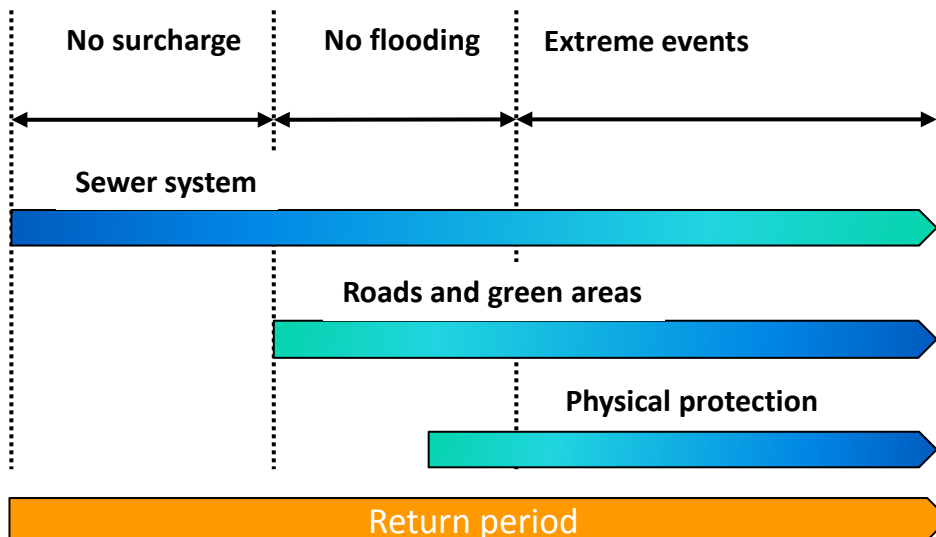 No surcharge
No flooding
Extreme events
Sewer system
Roads and green areas
Physical protection
Return period